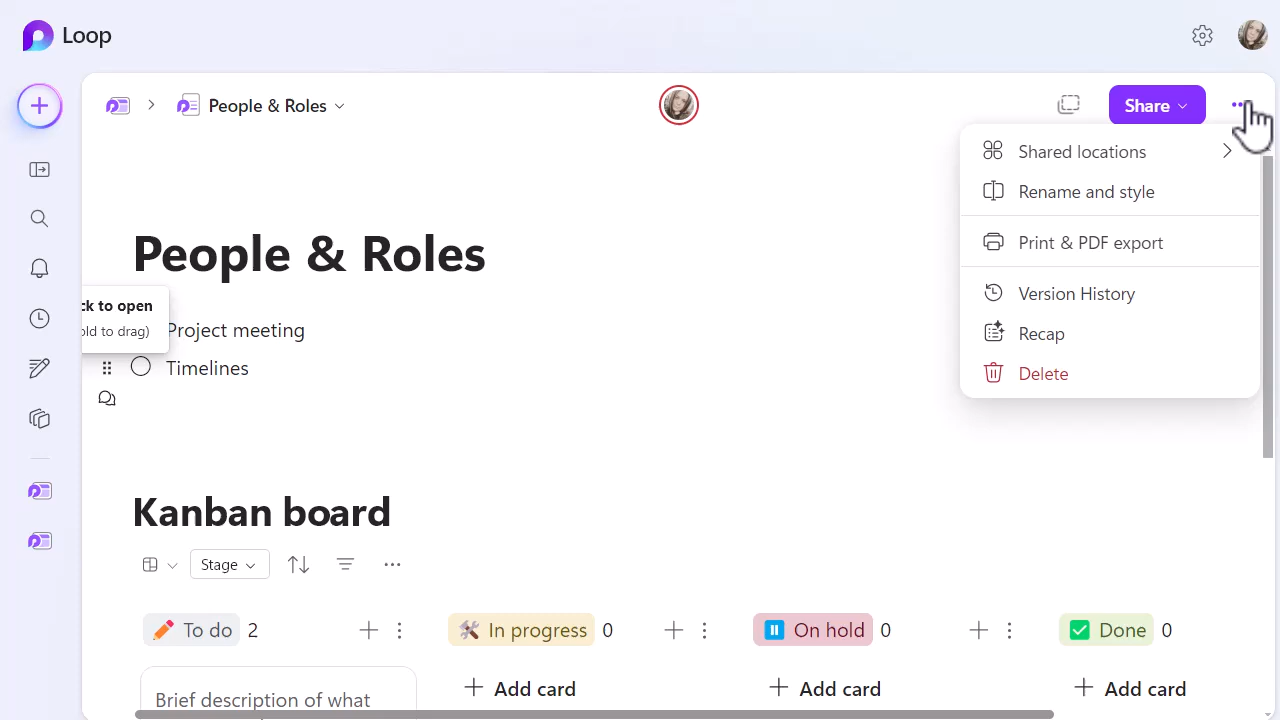 Loop
People & Roles
Share
Shared locations
Rename and style
Print & PDF export
Version History
Recap
Delete
People & Roles
ck to open
old to drag)
Project meeting
Timelines
Kanban board
Stage
To do 2
In progress 0
On hold 0
Done 0
Brief description of what
Add card
Add card
Add card